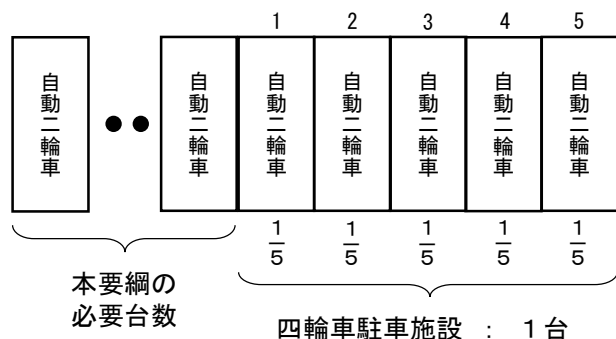 1 2 3 4 5
自動二輪車 ●● 自動二輪車 自動二輪車 自動二輪車 自動二輪車 自動二輪車 自動二輪車
1/5 1/5 1/5 1/5 1/5
本要綱の
必要台数
四輪車駐車施設 : 1台